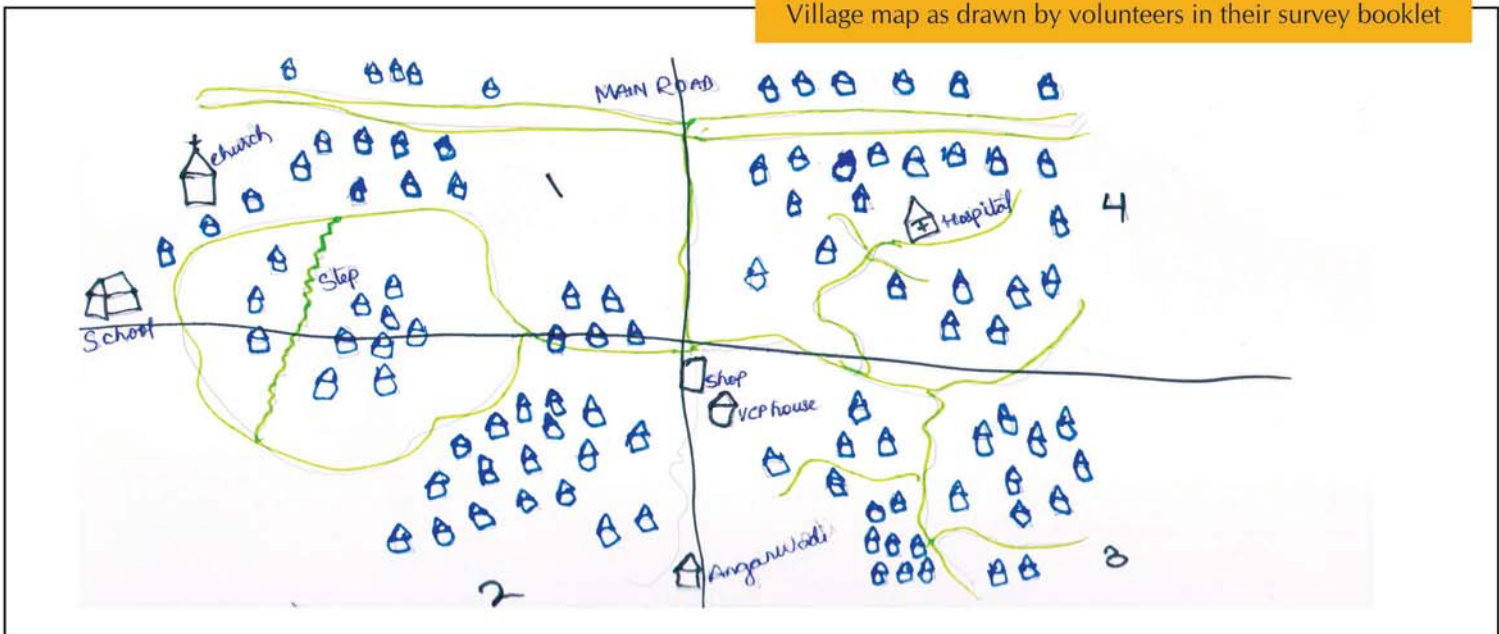 Village map as drawn by volunteers in their survey booklet
MAIN ROAD
church
1
Hospital
4
Step
School
Shop
VCP house
AnganWadi
3
2